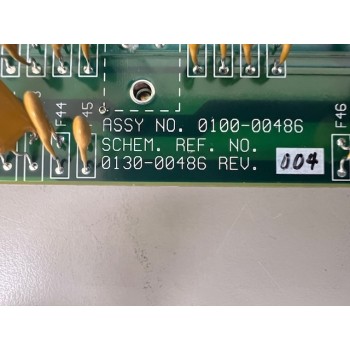 F44
45
F46
ASSY NO. 0100-00486
SCHEM. REF. NO.
0130-00486 REV. 004